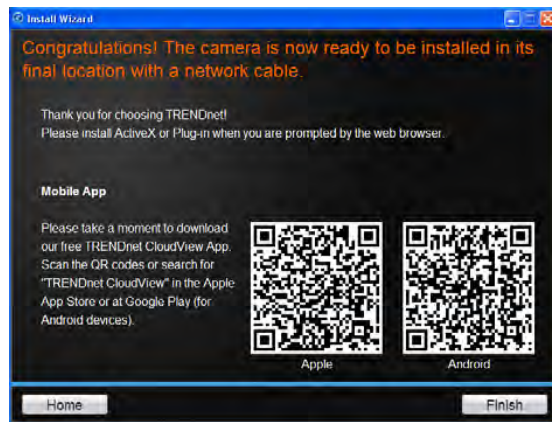 Install Wizard
Congratulations! The camera is now ready to be installed in its
final location with a network cable.
Thank you for choosing TRENDnet!
Please install ActiveX or Plug-in when you are prompted by the web browser.
Mobile App
Please take a moment to download
our free TRENDnet CloudView App.
Scan the QR codes or search for
"TRENDnet CloudView" in the Apple
App Store or at Google Play (for
Android devices).
Apple
Android
Home
Finish